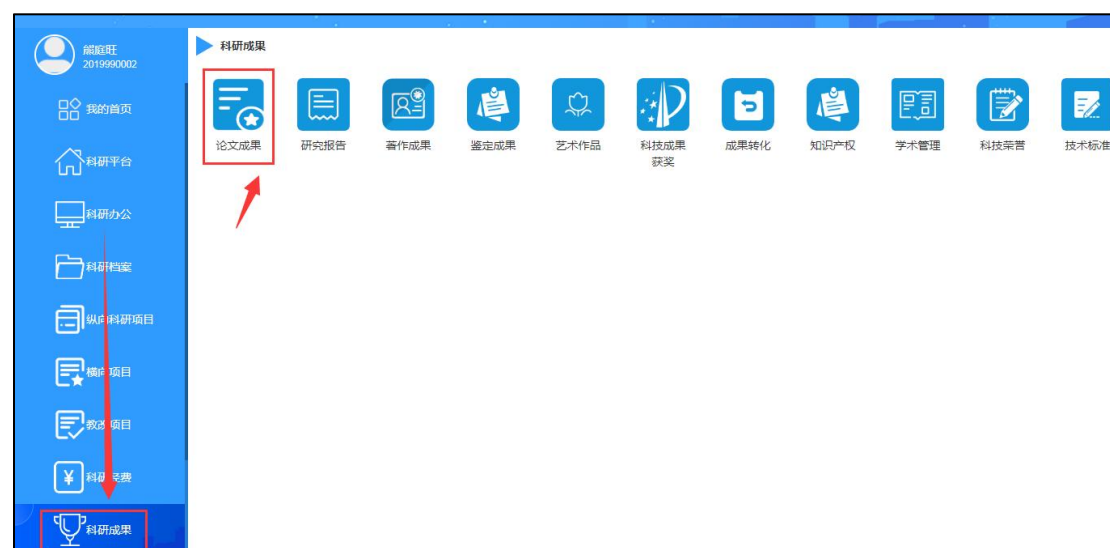 熊庭旺
2019990002
我的首页
科研平台
科研办公
科研档案
纵向科研项目
横向项目
教改项目
科研经费
科研成果
科研成果
论文成果
研究报告
著作成果
鉴定成果
艺术作品
科技成果
获奖
成果转化
知识产权
学术管理
科技荣誉
技术标准